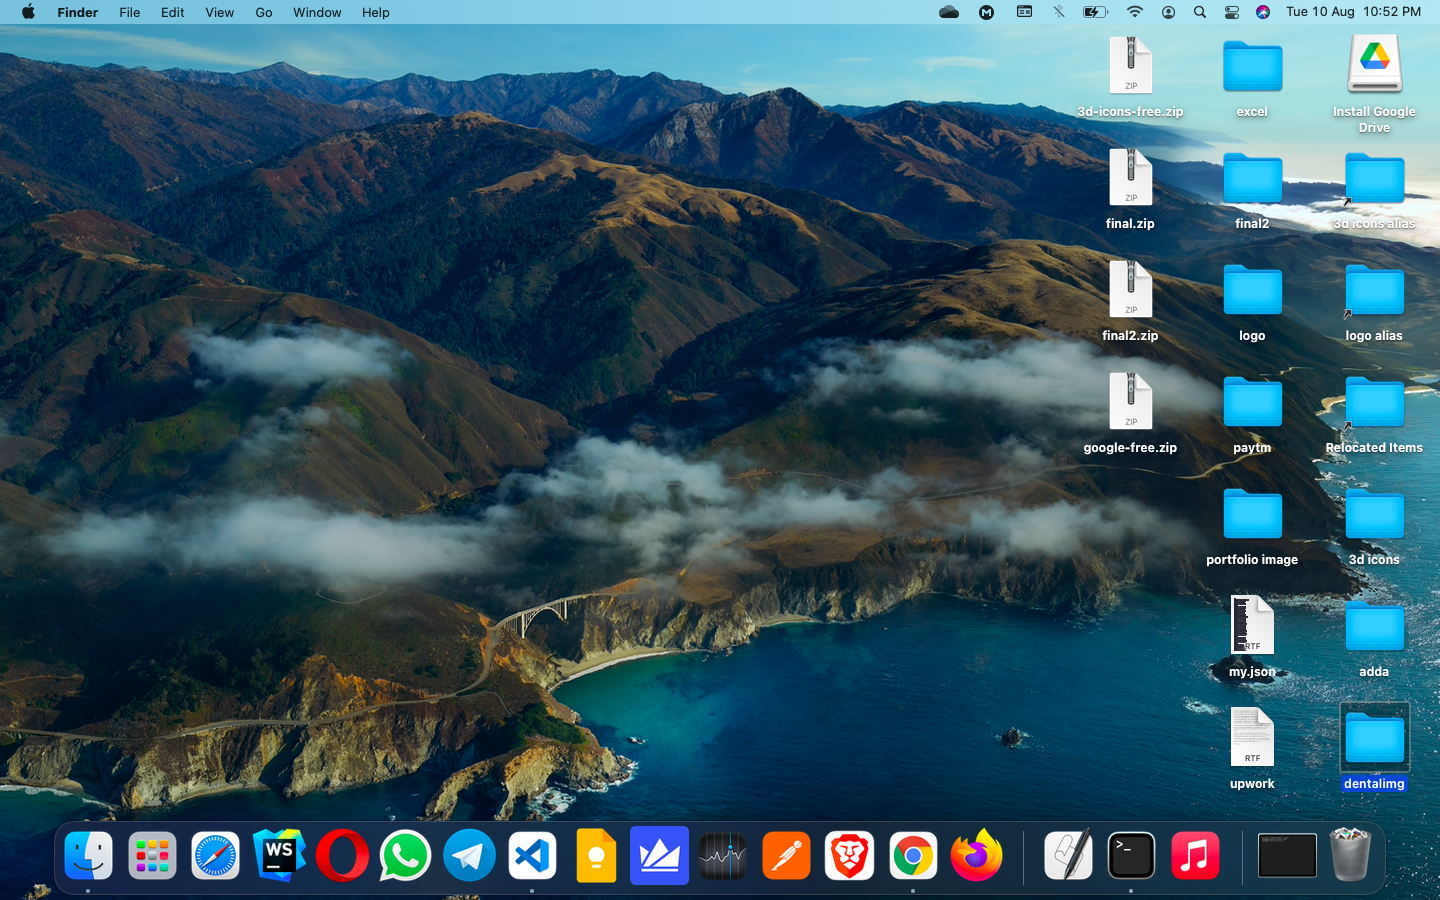 Finder File Edit View Go Window Help
Tue 10 Aug 10:52 PM
ZIP
3d-icons-free.zip
excel
Install Google
Drive
ZIP
final.zip
final2
3d icons alias
ZIP
final2.zip
logo
logo alias
ZIP
google-free.zip
paytm
Relocated Items
portfolio image
3d icons
RTF
my.json
adda
RTF
upwork
dentalimg
WS
>_